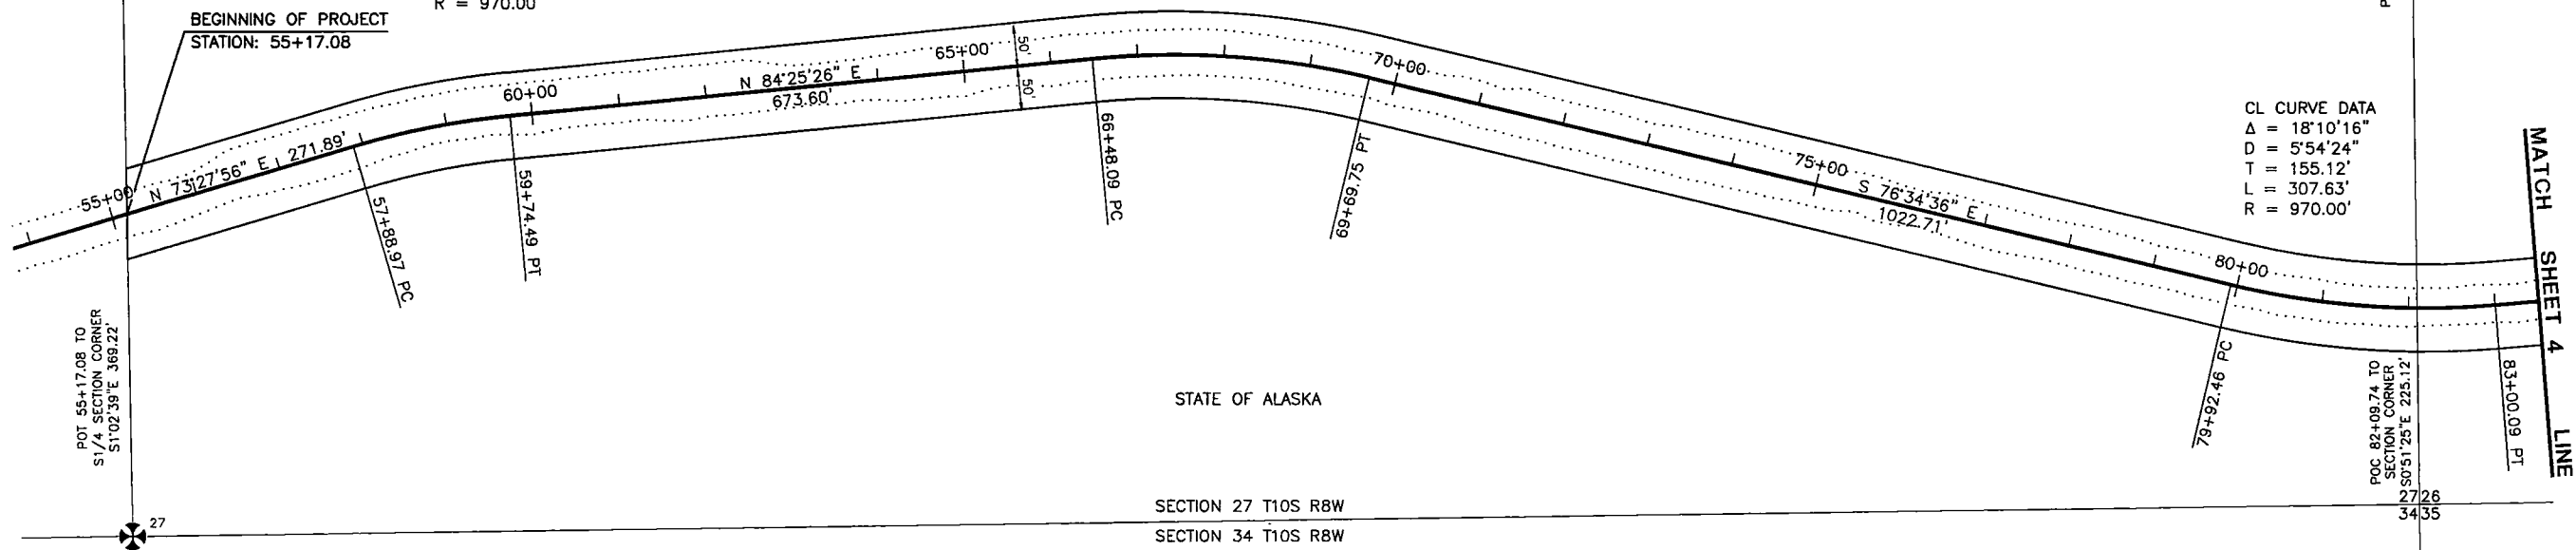 R = 970.00'
BEGINNING OF PROJECT
STATION: 55+17.08
55+00
N 73°27'56" E
271.89'
57+88.97 PC
60+00
59+74.49 PT
N 84°25'26" E
673.60'
65+00
50'
50'
66+48.09 PC
70+00
69+69.75 PT
75+00
S 76°34'36" E
1022.71'
80+00
79+92.46 PC
83+00.09 PT
CL CURVE DATA
Δ = 18°10'16"
D = 5°54'24"
T = 155.12'
L = 307.63'
R = 970.00'
MATCH SHEET 4 LINE
POT 55+17.08 TO
S1/4 SECTION CORNER
S1°02'39"E 369.22'
STATE OF ALASKA
POC 82+09.74 TO
SECTION CORNER
S0°51'25"E 225.12'
27
SECTION 27 T10S R8W
SECTION 34 T10S R8W
27 26
34 35